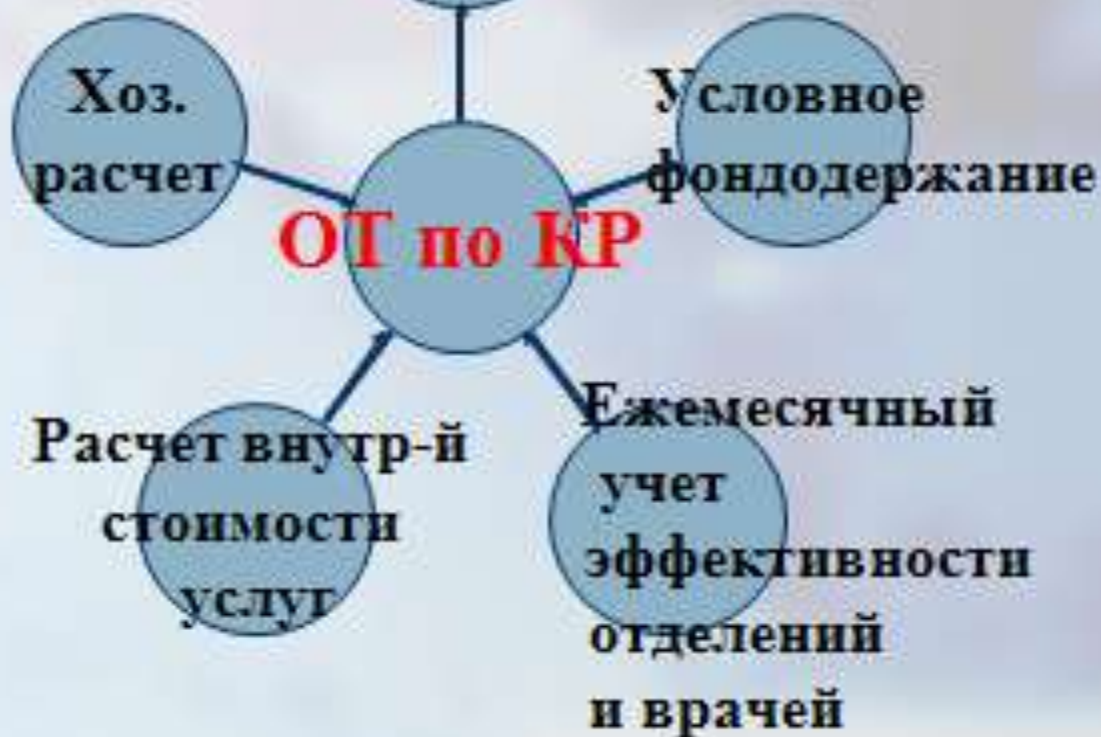 Хоз.
расчет
Условное
фондодержание
ОТ по КР
Расчет внутр-й
стоимости
услуг
Ежемесячный
учет
эффективности
отделений
и врачей